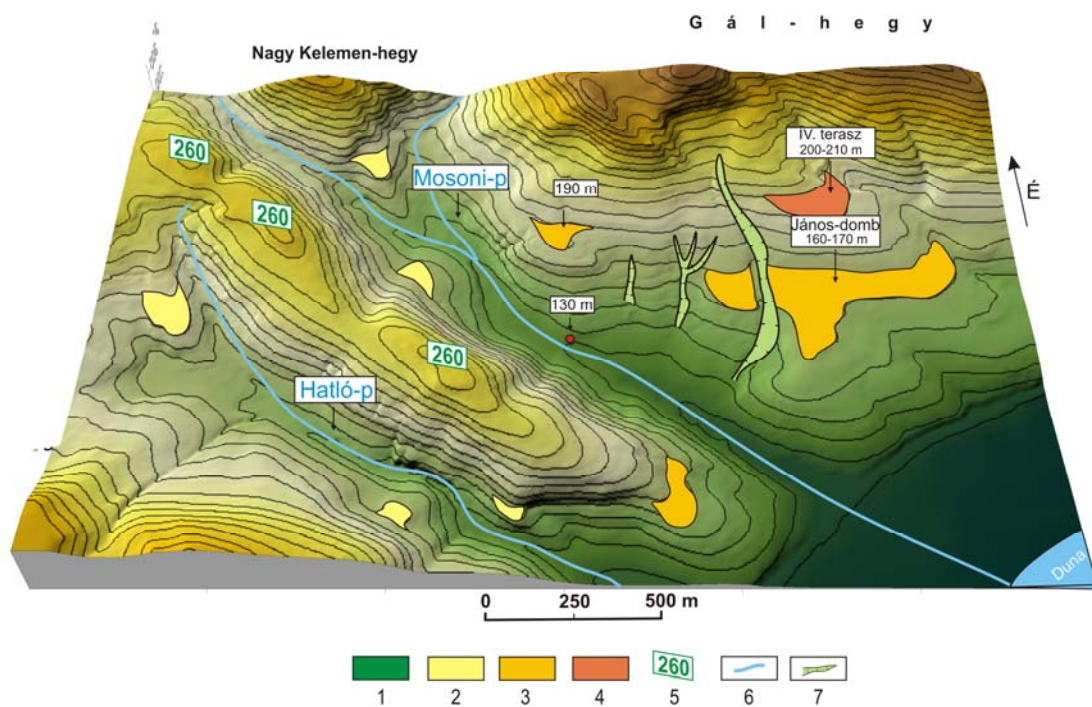 G á l - h e g y
Nagy Kelemen-hegy
IV. terasz
200-210 m
260
Mosoni-p
190 m
É
János-domb
160-170 m
260
130 m
260
Hatló-p
Duna
0 250 500 m
260
1 2 3 4 5 6 7